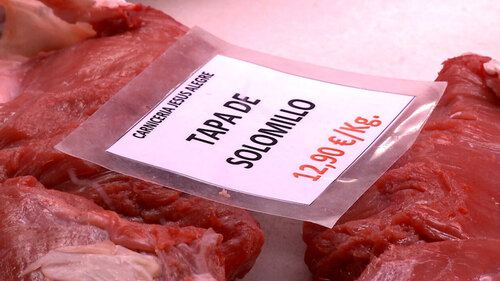 CARNICERIA JESUS ALEGRE
TAPA DE
SOLOMILLO
12,90 €/Kg.